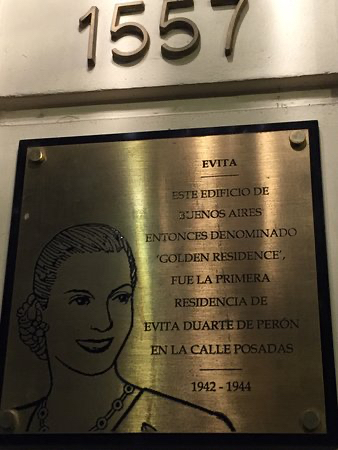 1557
EVITA
ESTE EDIFICIO DE
BUENOS AIRES
ENTONCES DENOMINADO
'GOLDEN RESIDENCE',
FUE LA PRIMERA
RESIDENCIA DE
EVITA DUARTE DE PERÓN
EN LA CALLE POSADAS
1942 - 1944